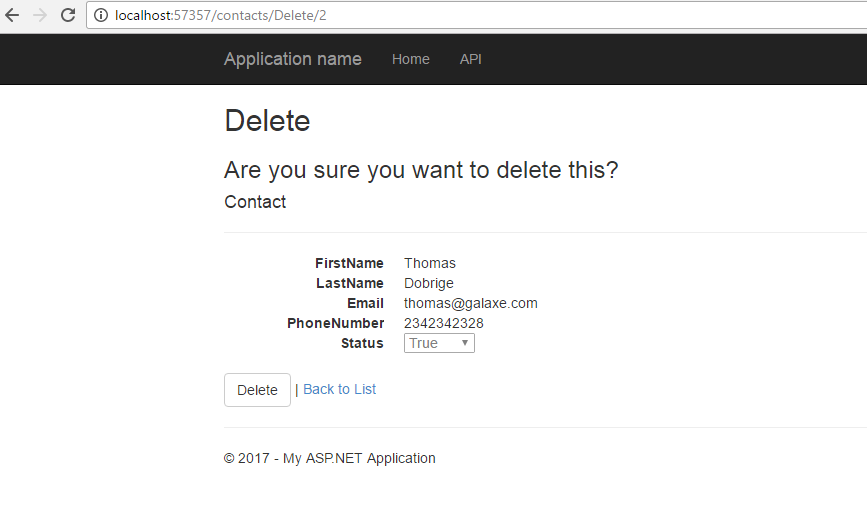 localhost:57357/contacts/Delete/2
Application name Home API
Delete
Are you sure you want to delete this?
Contact
FirstName Thomas
LastName Dobrige
Email thomas@galaxe.com
PhoneNumber 2342342328
Status True
Delete | Back to List
© 2017 - My ASP.NET Application